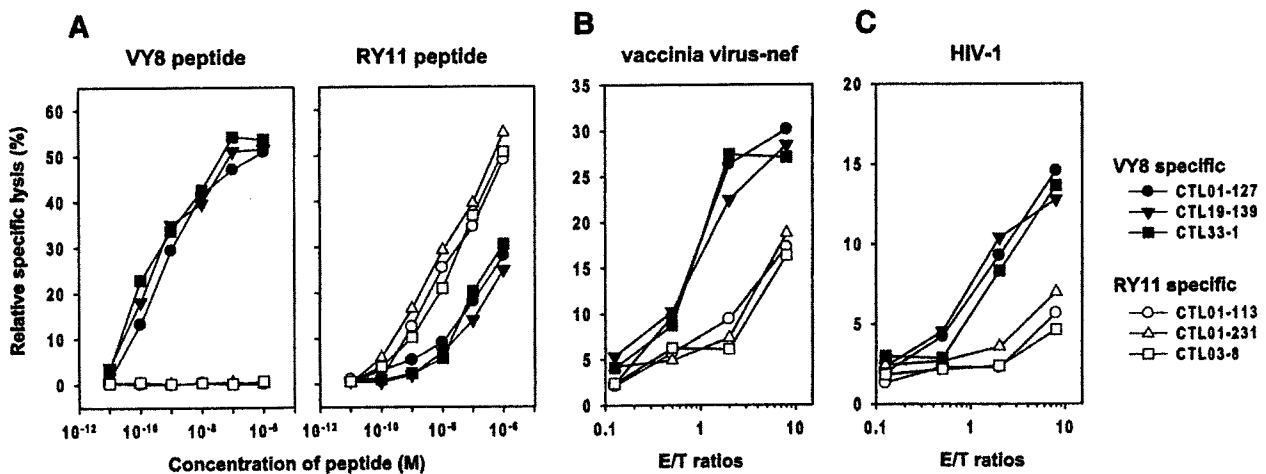 A
B
C
VY8 peptide
RY11 peptide
vaccinia virus-nef
HIV-1
Relative specific lysis (%)
60
50
40
30
20
10
0
10⁻¹² 10⁻¹⁰ 10⁻⁸ 10⁻⁶
10⁻¹² 10⁻¹⁰ 10⁻⁸ 10⁻⁶
Concentration of peptide (M)
35
30
25
20
15
10
5
0
0.1 1 10
E/T ratios
20
15
10
5
0
0.1 1 10
E/T ratios
VY8 specific
CTL01-127
CTL19-139
CTL33-1
RY11 specific
CTL01-113
CTL01-231
CTL03-8